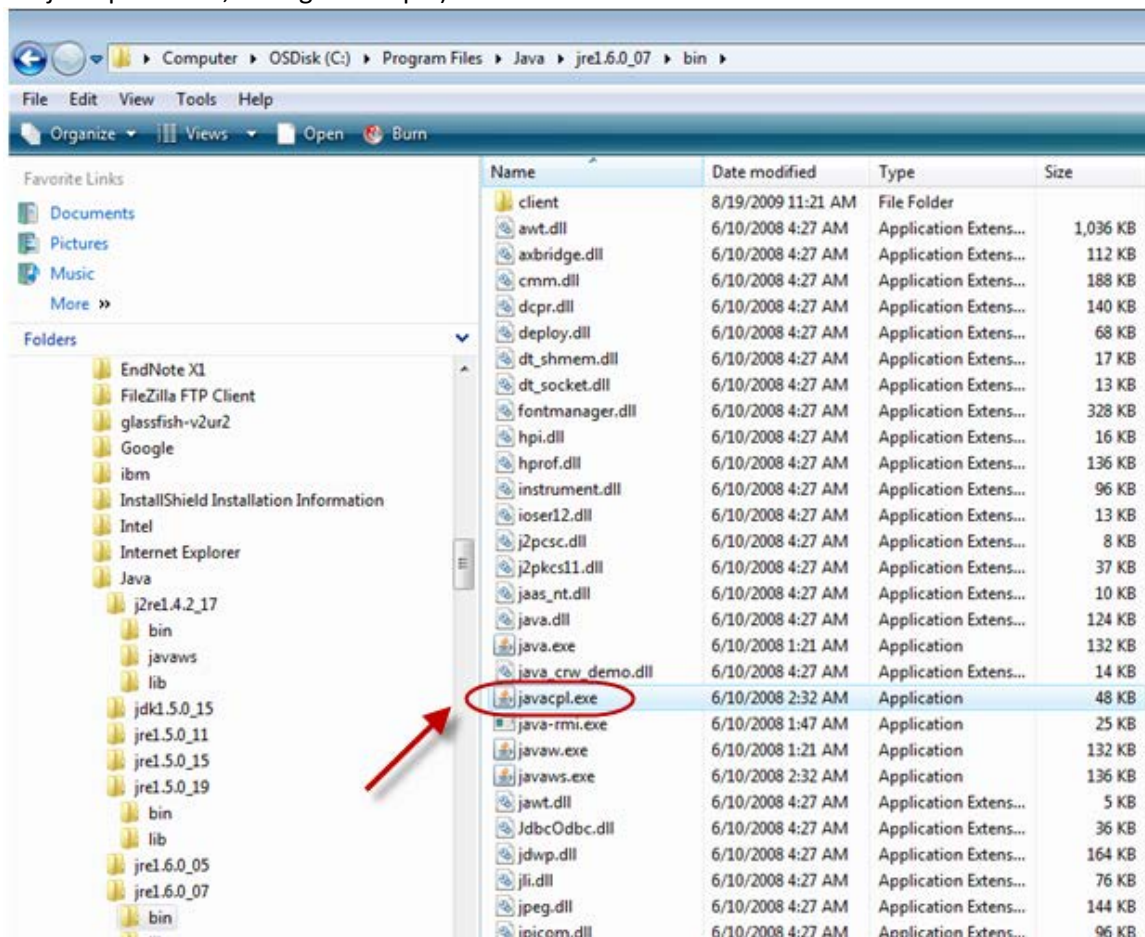 Computer ▸ OSDisk (C:) ▸ Program Files ▸ Java ▸ jre1.6.0_07 ▸ bin ▸
File Edit View Tools Help
Organize Views Open Burn
Favorite Links
Documents
Pictures
Music
More »
Folders
EndNote X1
FileZilla FTP Client
glassfish-v2ur2
Google
ibm
InstallShield Installation Information
Intel
Internet Explorer
Java
j2re1.4.2_17
bin
javaws
lib
jdk1.5.0_15
jre1.5.0_11
jre1.5.0_15
jre1.5.0_19
bin
lib
jre1.6.0_05
jre1.6.0_07
bin
Name Date modified Type Size
client 8/19/2009 11:21 AM File Folder
awt.dll 6/10/2008 4:27 AM Application Extens... 1,036 KB
axbridge.dll 6/10/2008 4:27 AM Application Extens... 112 KB
cmm.dll 6/10/2008 4:27 AM Application Extens... 188 KB
dcpr.dll 6/10/2008 4:27 AM Application Extens... 140 KB
deploy.dll 6/10/2008 4:27 AM Application Extens... 68 KB
dt_shmem.dll 6/10/2008 4:27 AM Application Extens... 17 KB
dt_socket.dll 6/10/2008 4:27 AM Application Extens... 13 KB
fontmanager.dll 6/10/2008 4:27 AM Application Extens... 328 KB
hpi.dll 6/10/2008 4:27 AM Application Extens... 16 KB
hprof.dll 6/10/2008 4:27 AM Application Extens... 136 KB
instrument.dll 6/10/2008 4:27 AM Application Extens... 96 KB
ioser12.dll 6/10/2008 4:27 AM Application Extens... 13 KB
j2pcsc.dll 6/10/2008 4:27 AM Application Extens... 8 KB
j2pkcs11.dll 6/10/2008 4:27 AM Application Extens... 37 KB
jaas_nt.dll 6/10/2008 4:27 AM Application Extens... 10 KB
java.dll 6/10/2008 4:27 AM Application Extens... 124 KB
java.exe 6/10/2008 1:21 AM Application 132 KB
java_crw_demo.dll 6/10/2008 4:27 AM Application Extens... 14 KB
javacpl.exe 6/10/2008 2:32 AM Application 48 KB
java-rmi.exe 6/10/2008 1:47 AM Application 25 KB
javaw.exe 6/10/2008 1:21 AM Application 132 KB
javaws.exe 6/10/2008 2:32 AM Application 136 KB
jawt.dll 6/10/2008 4:27 AM Application Extens... 5 KB
JdbcOdbc.dll 6/10/2008 4:27 AM Application Extens... 36 KB
jdwp.dll 6/10/2008 4:27 AM Application Extens... 164 KB
jli.dll 6/10/2008 4:27 AM Application Extens... 76 KB
jpeg.dll 6/10/2008 4:27 AM Application Extens... 144 KB
jpicom.dll 6/10/2008 4:27 AM Application Extens... 96 KB